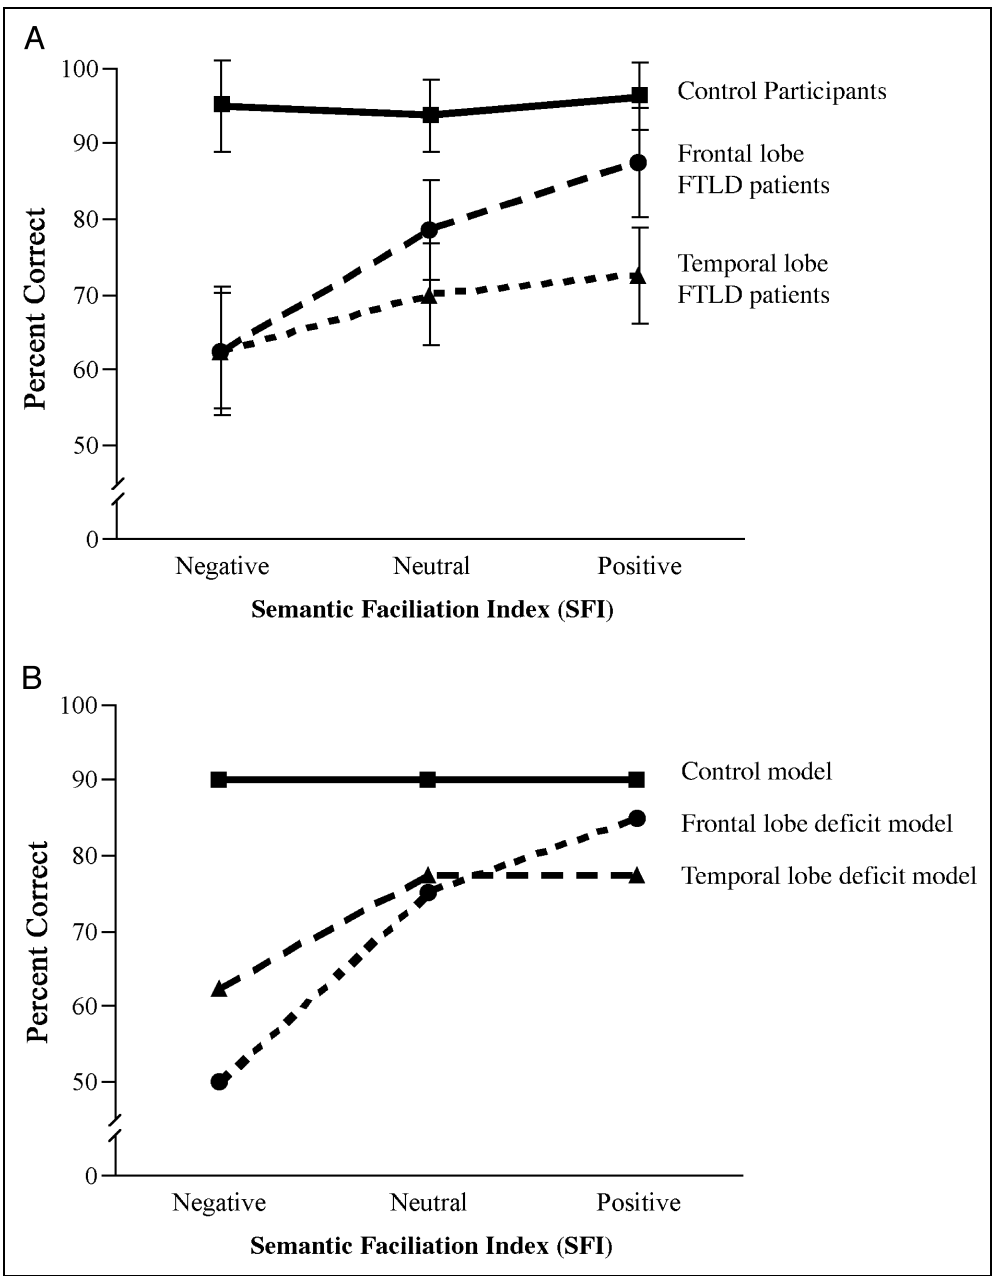 A
100
90
80
70
60
50
0
Percent Correct
Control Participants
Frontal lobe
FTLD patients
Temporal lobe
FTLD patients
Negative Neutral Positive
Semantic Faciliation Index (SFI)
B
100
90
80
70
60
50
0
Percent Correct
Control model
Frontal lobe deficit model
Temporal lobe deficit model
Negative Neutral Positive
Semantic Faciliation Index (SFI)